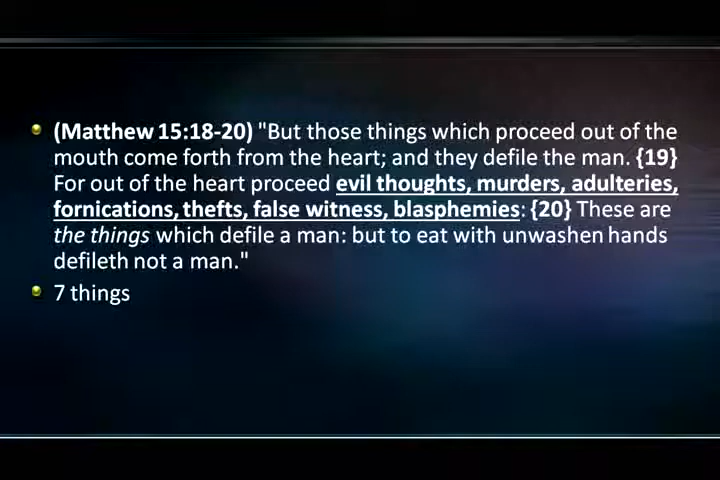 (Matthew 15:18-20) "But those things which proceed out of the
mouth come forth from the heart; and they defile the man. {19}
For out of the heart proceed evil thoughts, murders, adulteries,
fornications, thefts, false witness, blasphemies: {20} These are
the things which defile a man: but to eat with unwashen hands
defileth not a man."
7 things